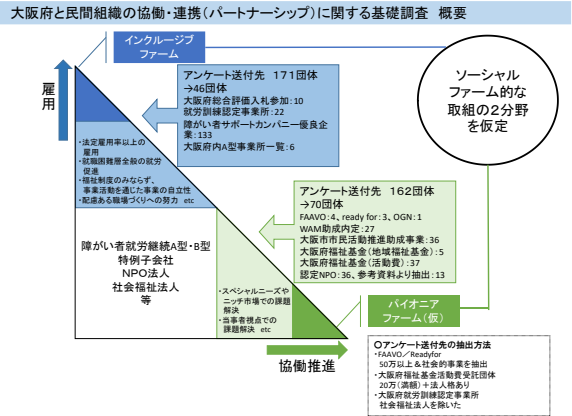 大阪府と民間組織の協働・連携(パートナーシップ)に関する基礎調査 概要
インクルージブ
ファーム
雇用
アンケート送付先 171団体
→46団体
大阪府総合評価入札参加:10
就労訓練認定事業所:22
障がい者サポートカンパニー優良企
業:133
大阪府内A型事業所一覧:6
ソーシャル
ファーム的な
取組の2分野
を仮定
・法定雇用率以上の
雇用
・就職困難層全般の就労
促進
・福祉制度のみならず、
事業活動を通じた事業の自立性
・配慮ある職場づくりへの努力 etc
アンケート送付先 162団体
→70団体
FAAVO:4、ready for:3、OGN:1
WAM助成内定:27
大阪市市民活動推進助成事業:36
大阪府福祉基金(地域福祉基金):5
大阪府福祉基金(活動費):37
認定NPO:36、参考資料より抽出:13
障がい者就労継続A型・B型
特例子会社
NPO法人
社会福祉法人
等
・スペシャルニーズや
ニッチ市場での課題
解決
・当事者視点での
課題解決 etc
パイオニア
ファーム(仮)
協働推進
○アンケート送付先の抽出方法
・FAAVO/Readyfor
50万以上&社会的事業を抽出
・大阪府福祉基金活動費受託団体
20万(満額)+法人格あり
・大阪府就労訓練認定事業所
社会福祉法人を除いた